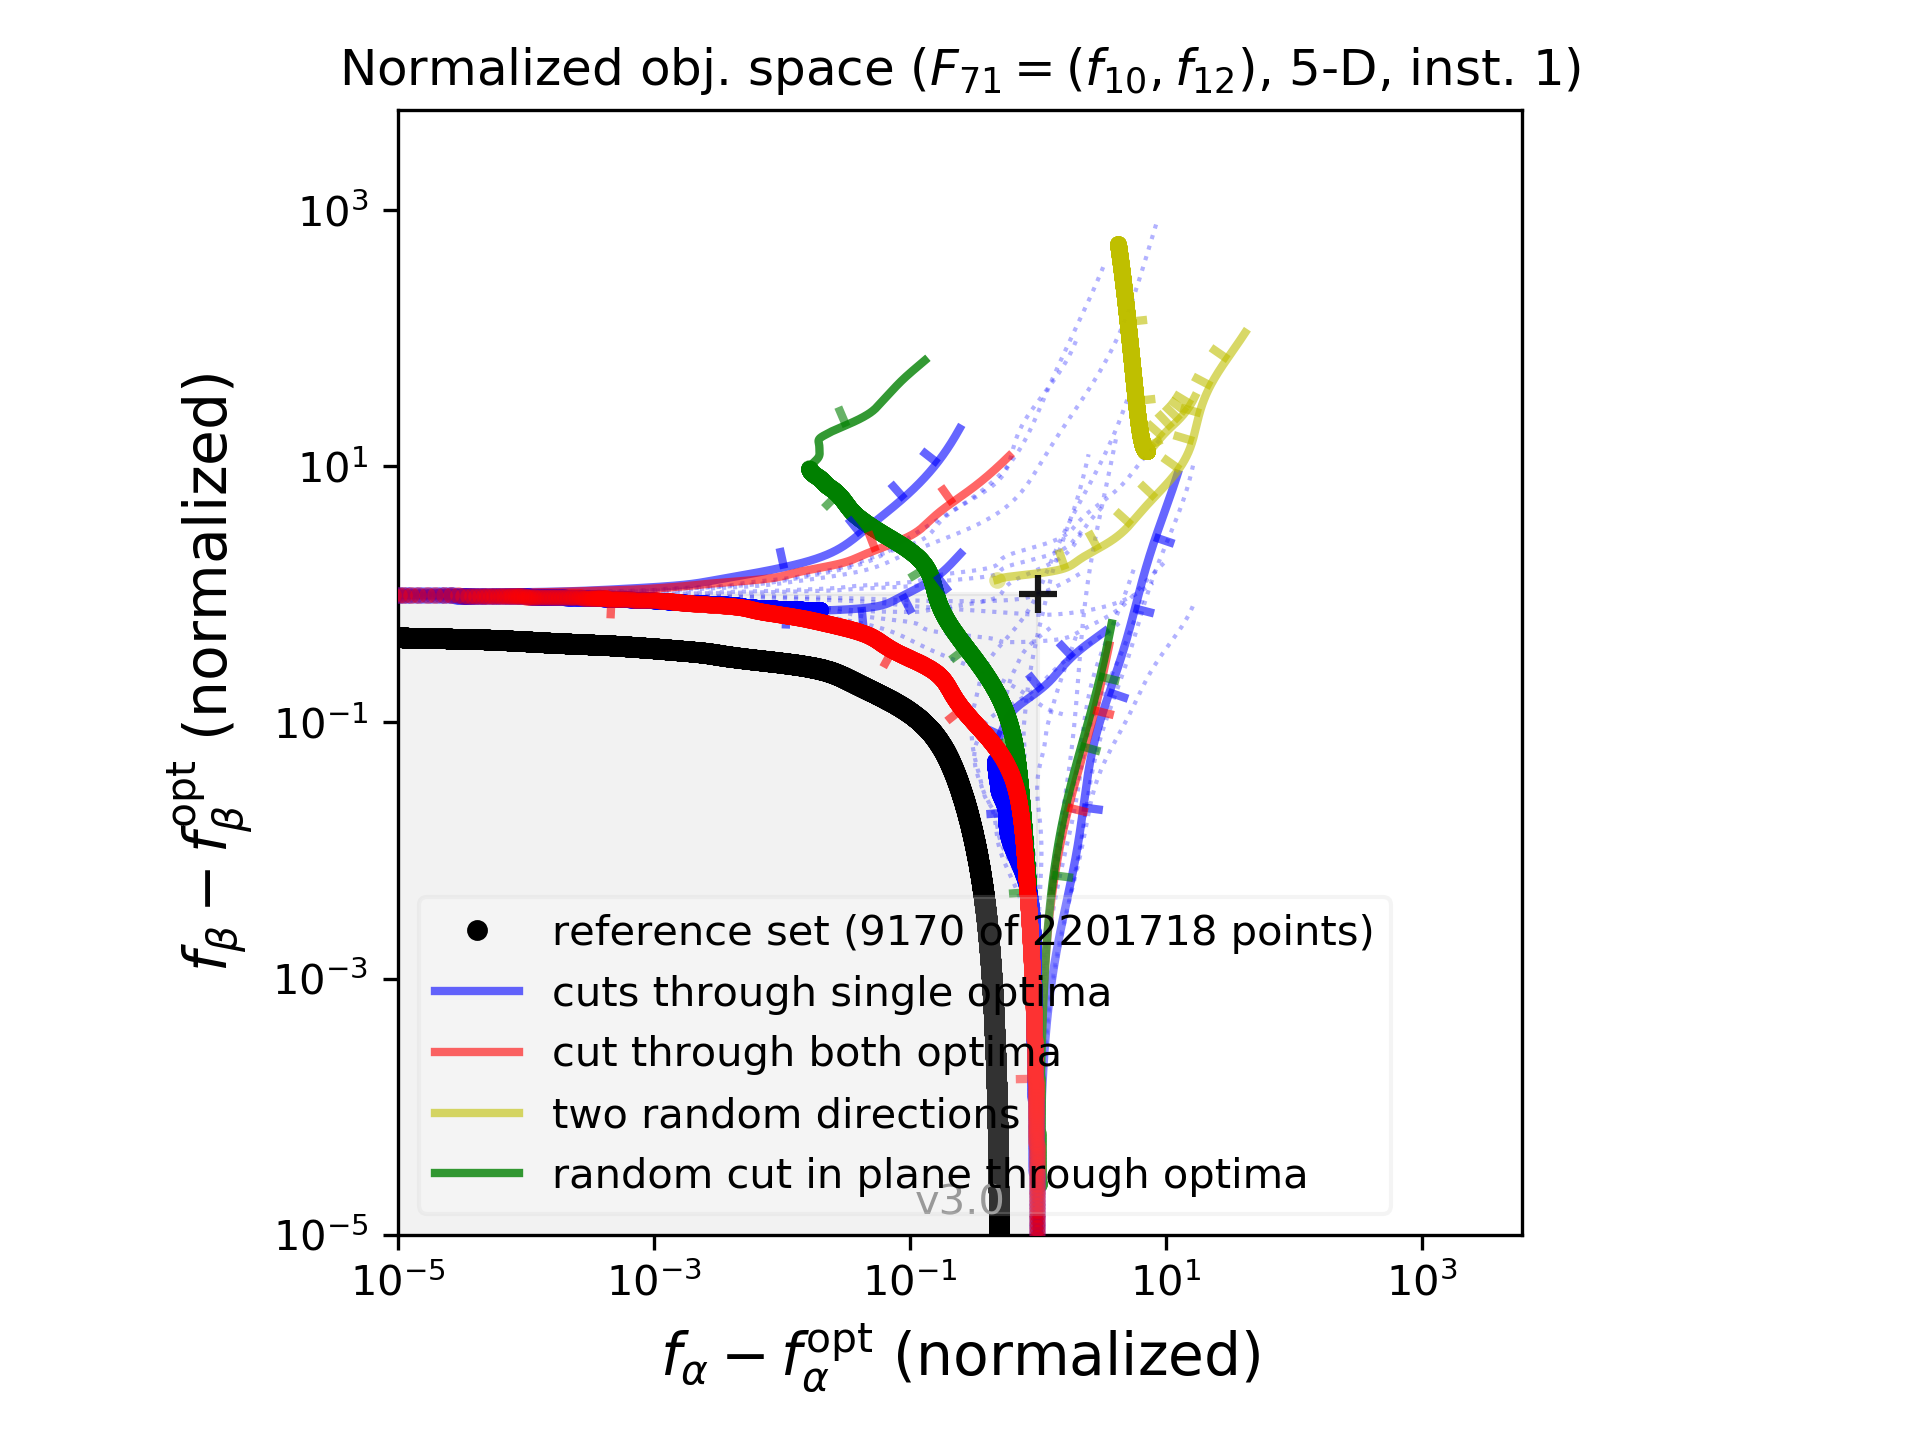 Normalized obj. space (F₇₁ = (f₁₀, f₁₂), 5-D, inst. 1)
f_β − f_β^opt (normalized)
10³
10¹
10⁻¹
10⁻³
10⁻⁵
reference set (9170 of 2201718 points)
cuts through single optima
cut through both optima
two random directions
random cut in plane through optima
v3.0
10⁻⁵ 10⁻³ 10⁻¹ 10¹ 10³
f_α − f_α^opt (normalized)